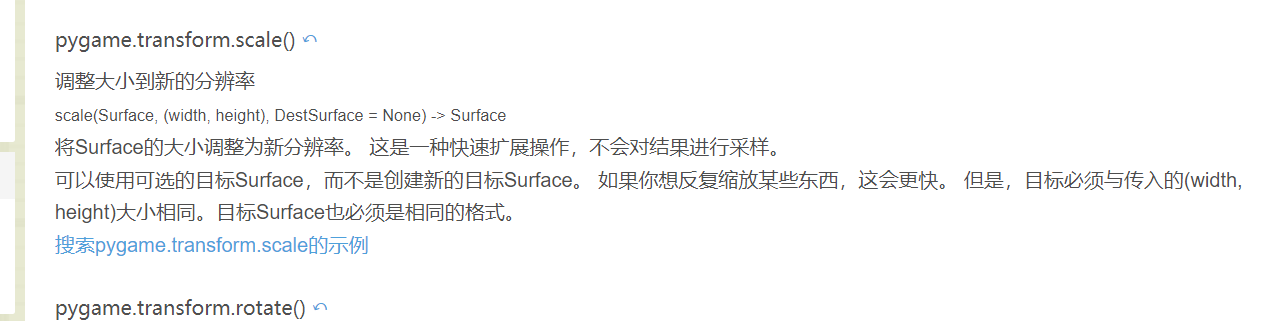 pygame.transform.scale()
调整大小到新的分辨率
scale(Surface, (width, height), DestSurface = None) -> Surface
将Surface的大小调整为新分辨率。 这是一种快速扩展操作，不会对结果进行采样。
可以使用可选的目标Surface，而不是创建新的目标Surface。 如果你想反复缩放某些东西，这会更快。 但是，目标必须与传入的(width,
height)大小相同。目标Surface也必须是相同的格式。
搜索pygame.transform.scale的示例
pygame.transform.rotate()